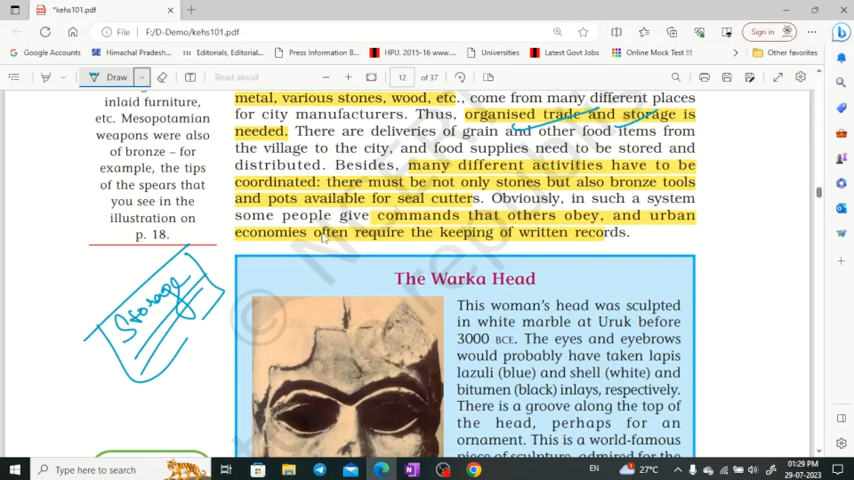 *kehs101.pdf
File
F:/D-Demo/kehs101.pdf
Sign in
Google Accounts
Himachal Pradesh
Editorials, Editorial...
Press Information B...
HPU, 2015-16 www....
Universities
Latest Govt Jobs
Online Mock Test !!!
Other favorites
Draw
Read aloud
12
of 37
inlaid furniture,
etc. Mesopotamian
weapons were also
of bronze – for
example, the tips
of the spears that
you see in the
illustration on
p. 18.
Storage
metal, various stones, wood, etc., come from many different places
for city manufacturers. Thus, organised trade and storage is
needed. There are deliveries of grain and other food items from
the village to the city, and food supplies need to be stored and
distributed. Besides, many different activities have to be
coordinated: there must be not only stones but also bronze tools
and pots available for seal cutters. Obviously, in such a system
some people give commands that others obey, and urban
economies often require the keeping of written records.
The Warka Head
This woman's head was sculpted
in white marble at Uruk before
3000 BCE. The eyes and eyebrows
would probably have taken lapis
lazuli (blue) and shell (white) and
bitumen (black) inlays, respectively.
There is a groove along the top of
the head, perhaps for an
ornament. This is a world-famous
piece of sculpture, admired for the
Type here to search
EN
27°C
01:29 PM
29-07-2023